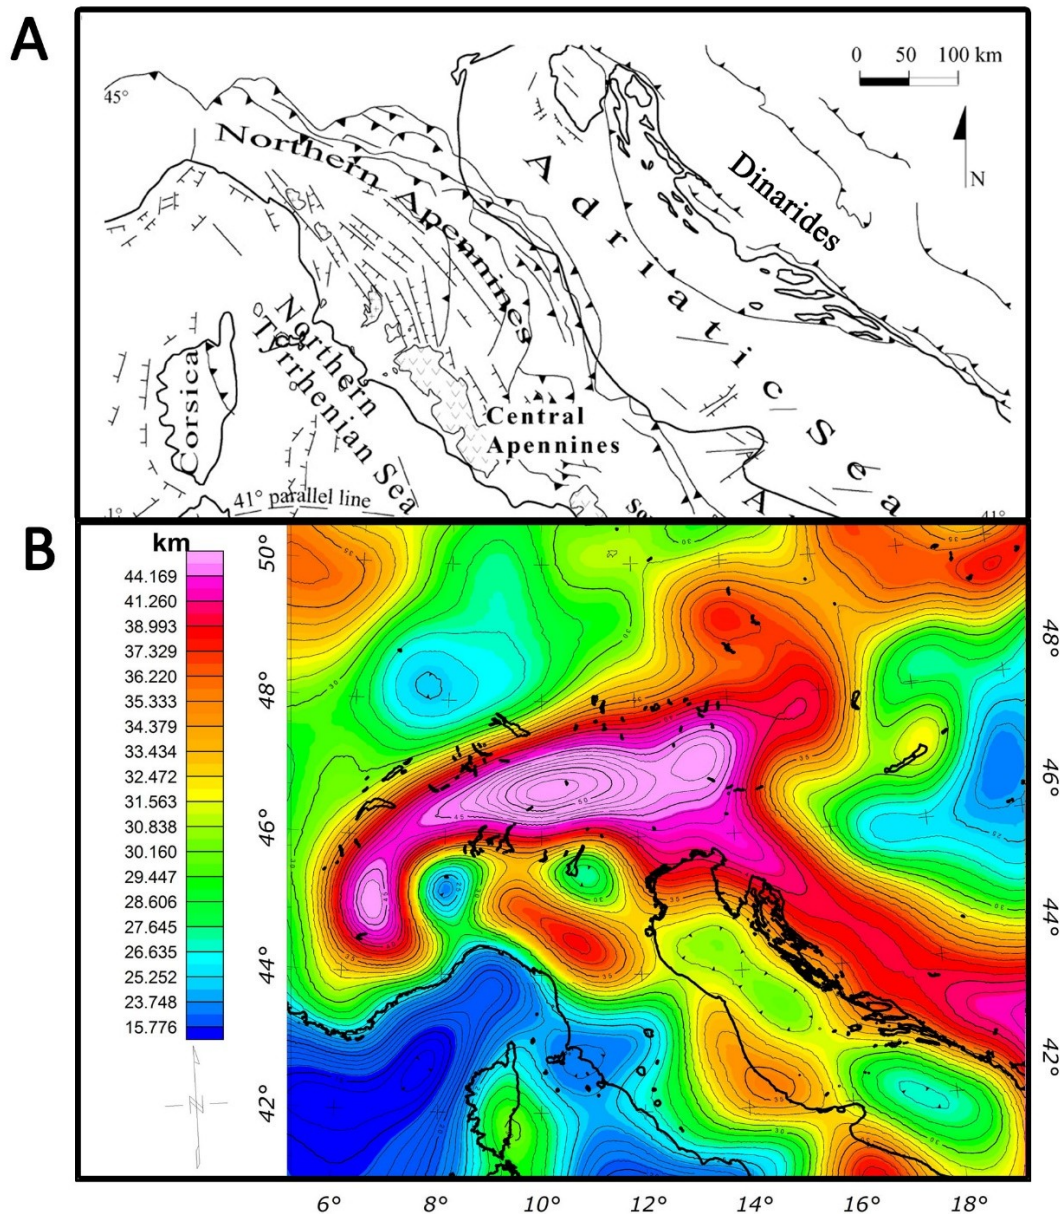 A
0 50 100 km
45°
N
Northern Apennines
Adriatic Sea
Dinarides
Corsica
Northern
Tyrrhenian Sea
Central
Apennines
41° parallel line
So
A
41°
B
km
44.169
41.260
38.993
37.329
36.220
35.333
34.379
33.434
32.472
31.563
30.838
30.160
29.447
28.606
27.645
26.635
25.252
23.748
15.776
N
50°
48°
46°
44°
42°
48°
46°
44°
42°
6° 8° 10° 12° 14° 16° 18°